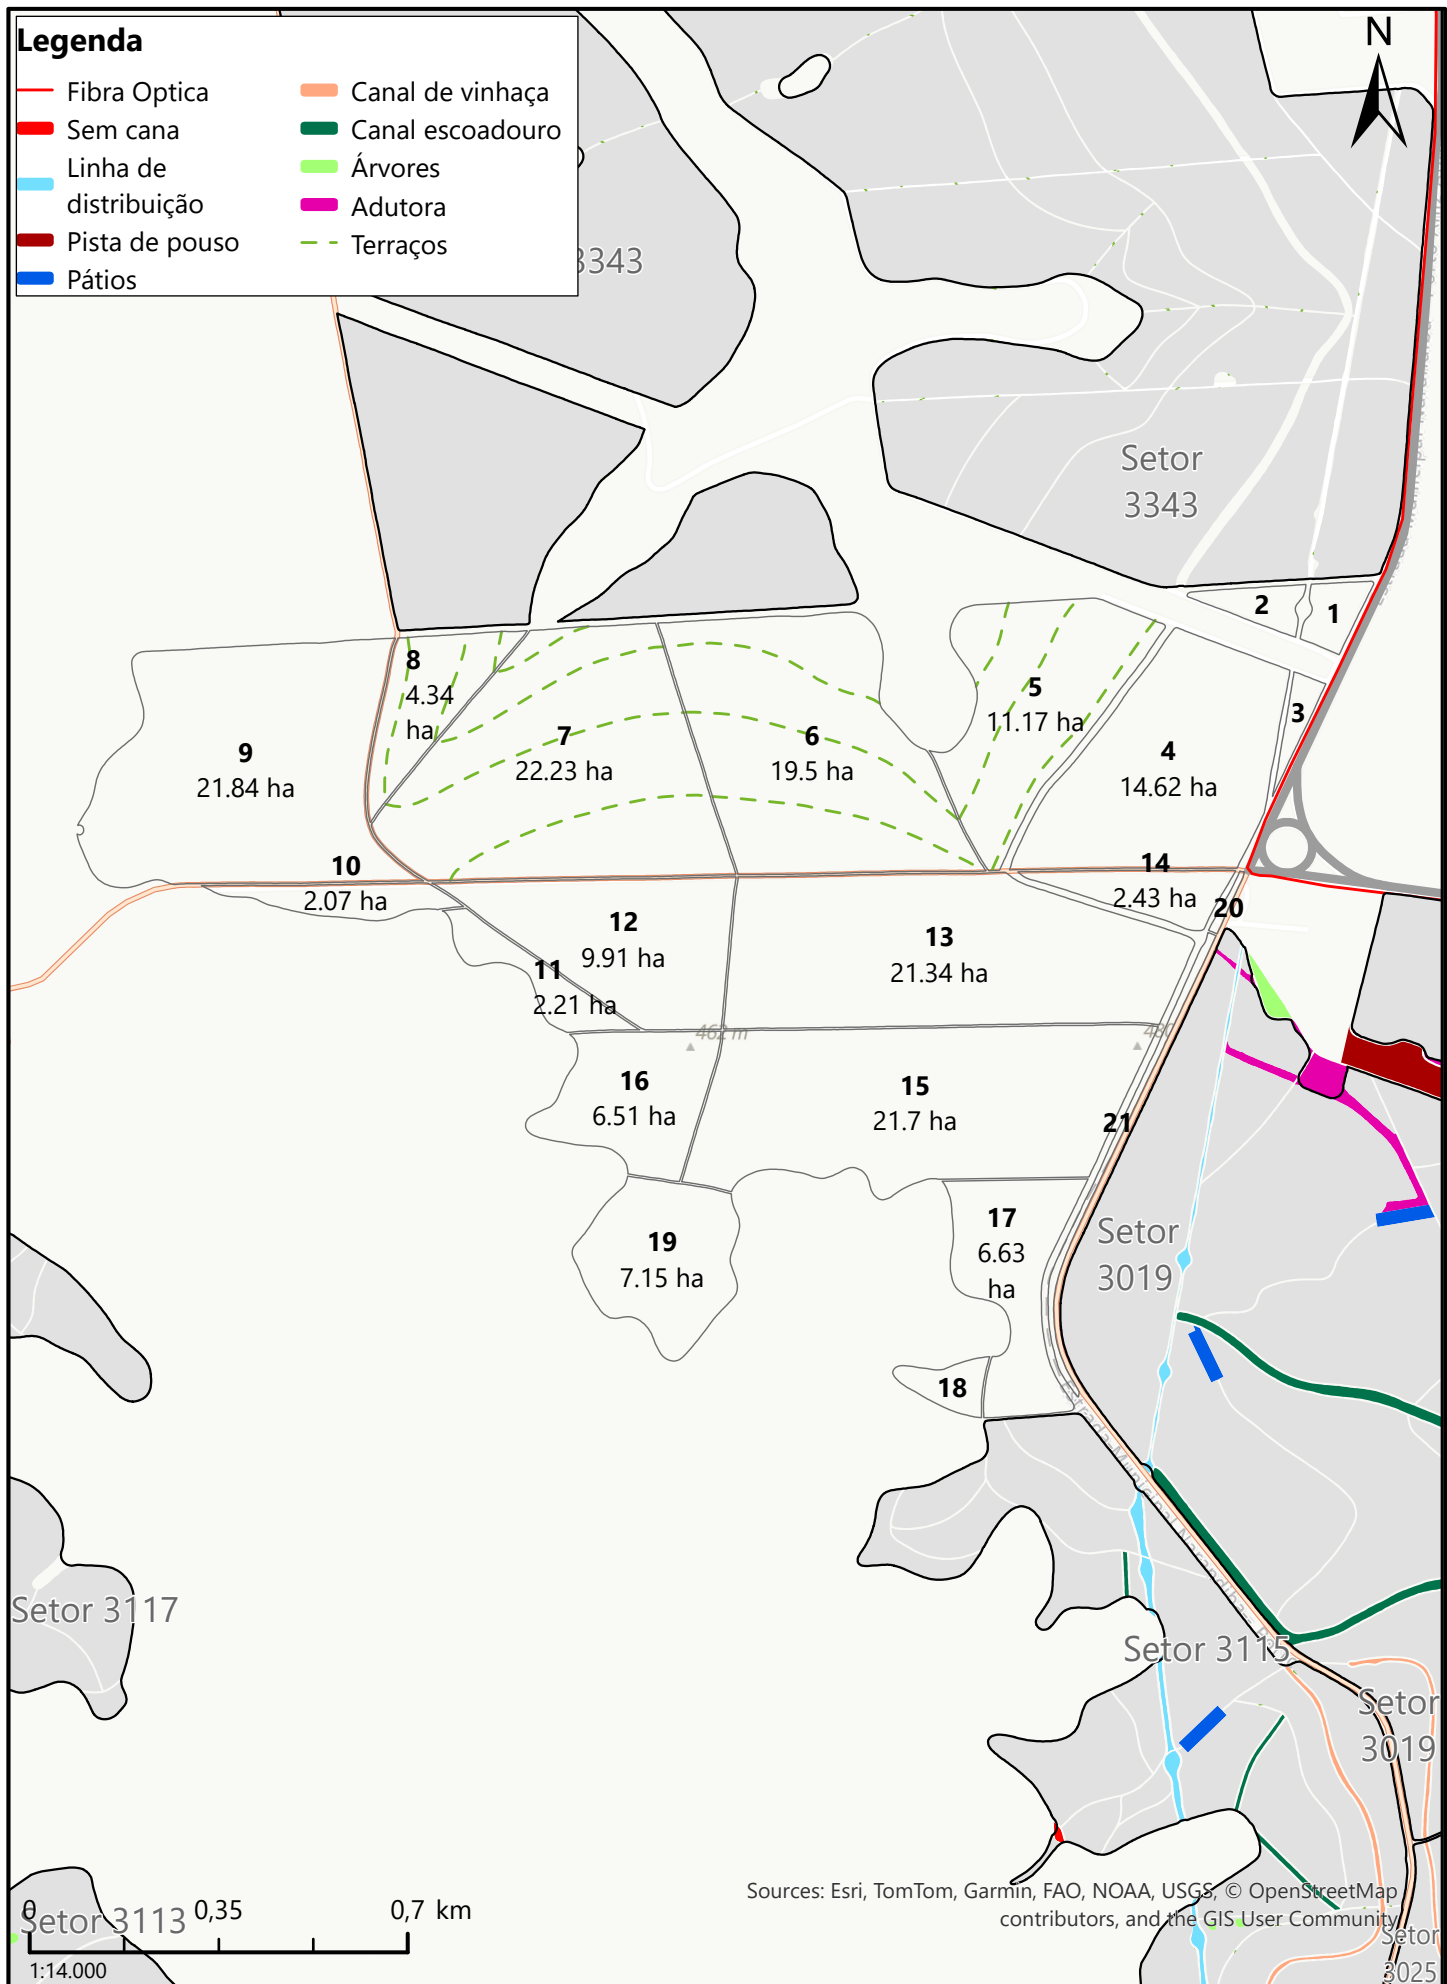 Legenda
Fibra Optica
Sem cana
Linha de
distribuição
Pista de pouso
Pátios
Canal de vinhaça
Canal escoadouro
Árvores
Adutora
Terraços
N
3343
Setor
3343
2
1
3
8
4.34
ha
5
11.17 ha
9
21.84 ha
7
22.23 ha
6
19.5 ha
4
14.62 ha
10
2.07 ha
14
2.43 ha
20
12
9.91 ha
13
21.34 ha
11
2.21 ha
462 m
480
16
6.51 ha
15
21.7 ha
21
17
6.63
ha
19
7.15 ha
Setor
3019
18
Estrada Municipal Narandiba
Setor 3117
Setor 3115
Setor
3019
Setor 3113
0
0,35
0,7 km
1:14.000
Sources: Esri, TomTom, Garmin, FAO, NOAA, USGS, © OpenStreetMap
contributors, and the GIS User Community
Setor
3025